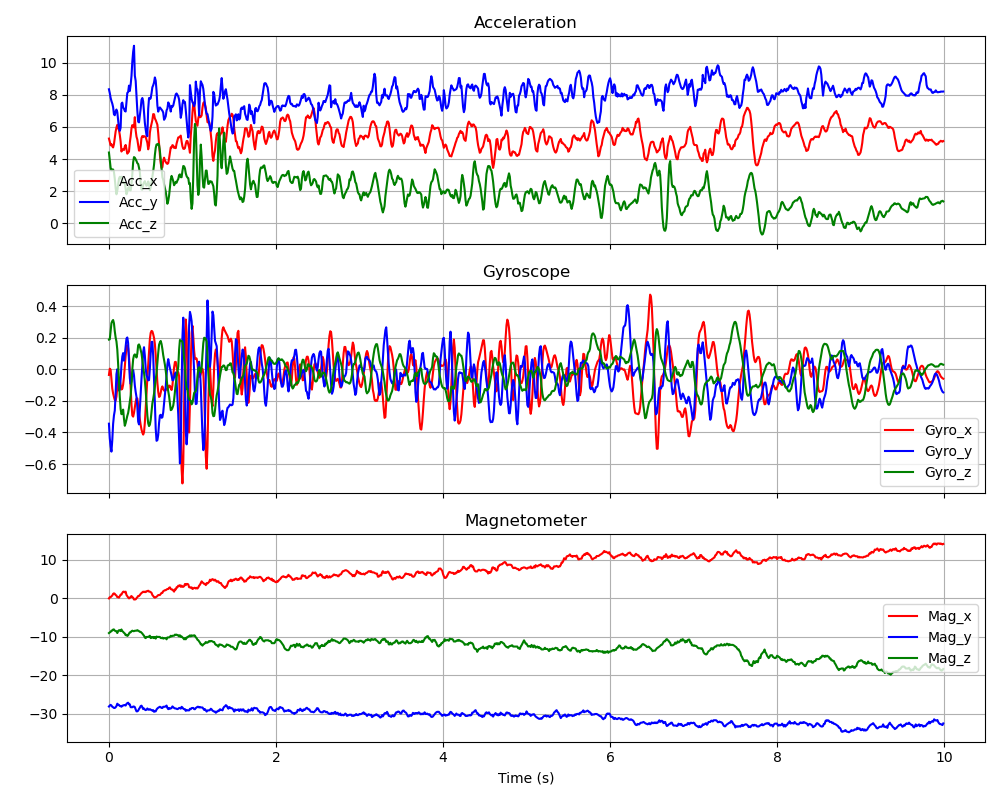 Acceleration
10
8
6
4
2
0
Acc_x
Acc_y
Acc_z
Gyroscope
0.4
0.2
0.0
−0.2
−0.4
−0.6
Gyro_x
Gyro_y
Gyro_z
Magnetometer
10
0
−10
−20
−30
Mag_x
Mag_y
Mag_z
0 2 4 6 8 10
Time (s)